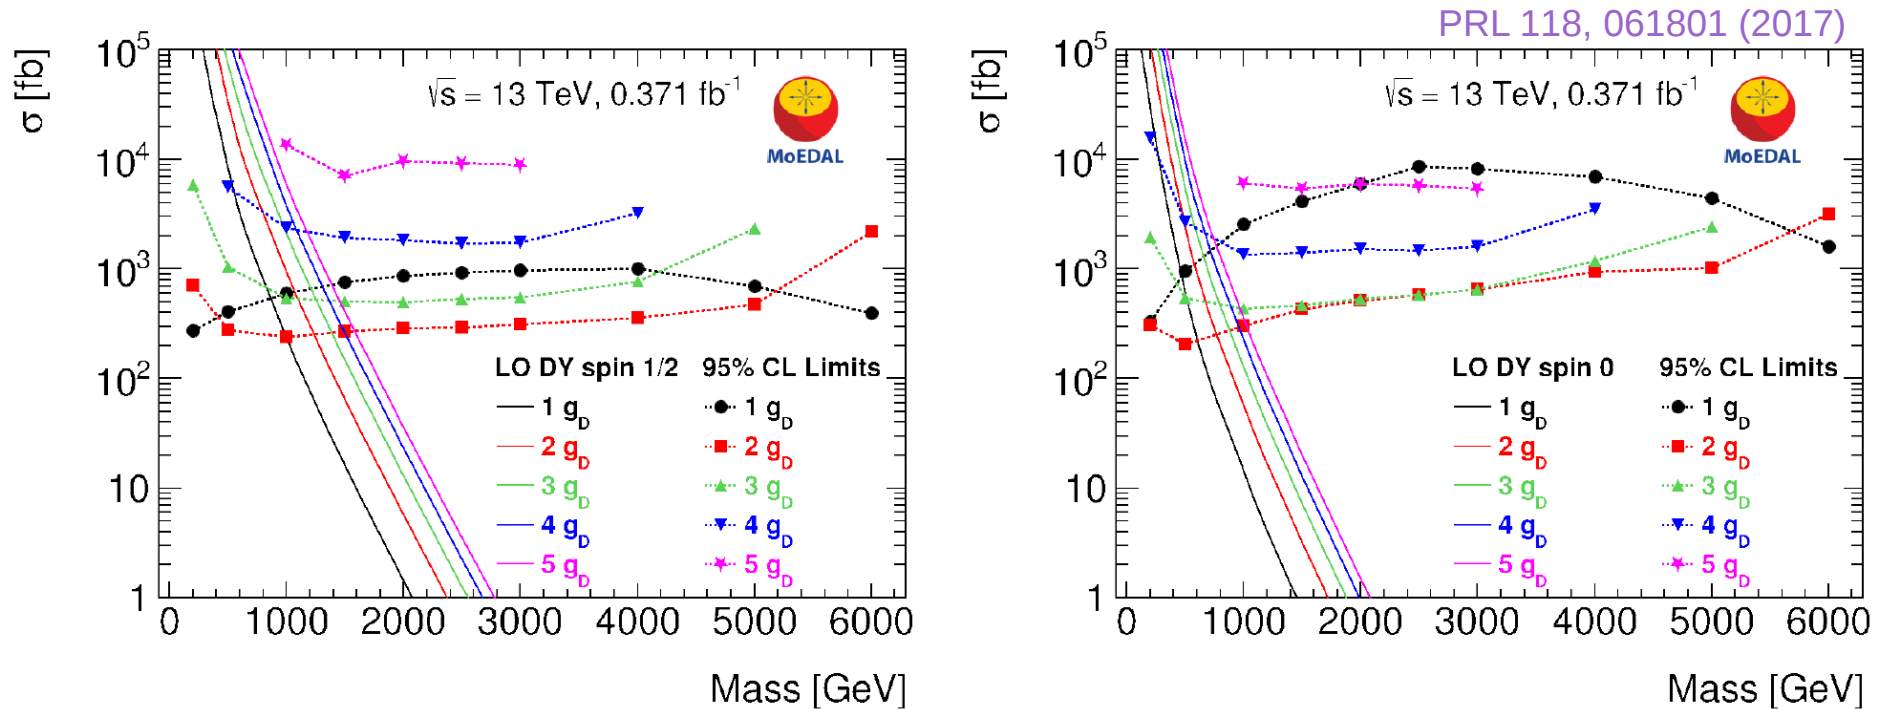 PRL 118, 061801 (2017)
σ [fb]
10^5
10^4
10^3
10^2
10
1
√s = 13 TeV, 0.371 fb^-1
MoEDAL
LO DY spin 1/2 95% CL Limits
1 g_D 1 g_D
2 g_D 2 g_D
3 g_D 3 g_D
4 g_D 4 g_D
5 g_D 5 g_D
0 1000 2000 3000 4000 5000 6000
Mass [GeV]
σ [fb]
10^5
10^4
10^3
10^2
10
1
√s = 13 TeV, 0.371 fb^-1
MoEDAL
LO DY spin 0 95% CL Limits
1 g_D 1 g_D
2 g_D 2 g_D
3 g_D 3 g_D
4 g_D 4 g_D
5 g_D 5 g_D
0 1000 2000 3000 4000 5000 6000
Mass [GeV]